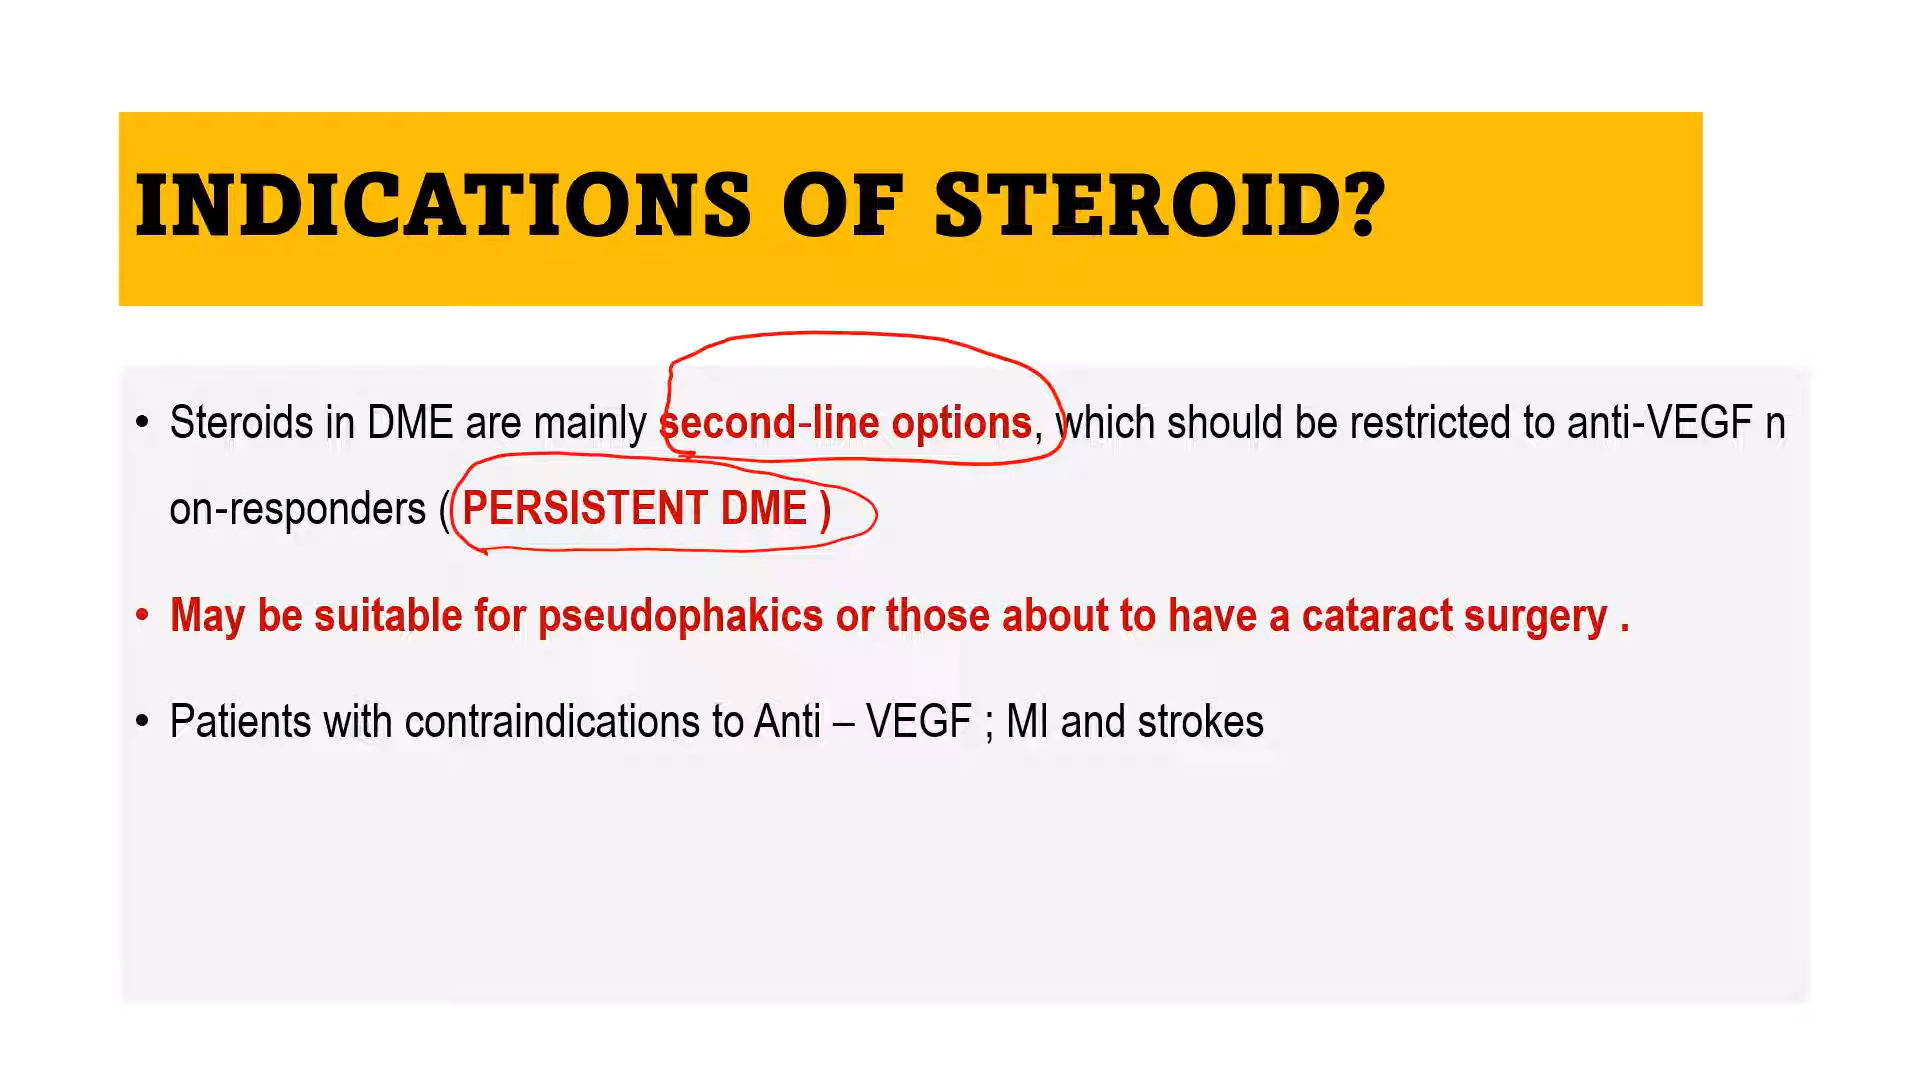 INDICATIONS OF STEROID?
• Steroids in DME are mainly second-line options, which should be restricted to anti-VEGF n
on-responders ( PERSISTENT DME )
• May be suitable for pseudophakics or those about to have a cataract surgery .
• Patients with contraindications to Anti – VEGF ; MI and strokes